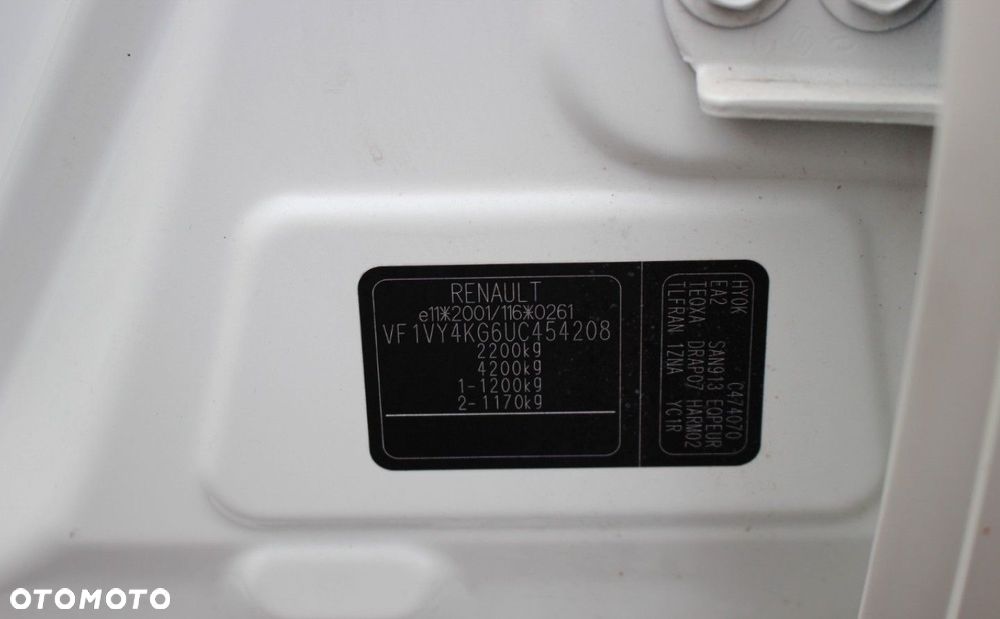 RENAULT
e11*2001/116*0261
VF1VY4KG6UC454208
2200kg
4200kg
1-1200kg
2-1170kg
HYOK C474070
EA2 SAN913 EQPEUR
TEQXA DRAP07 HARM02
TLFRAN 1ZNA YC1R
OTOMOTO